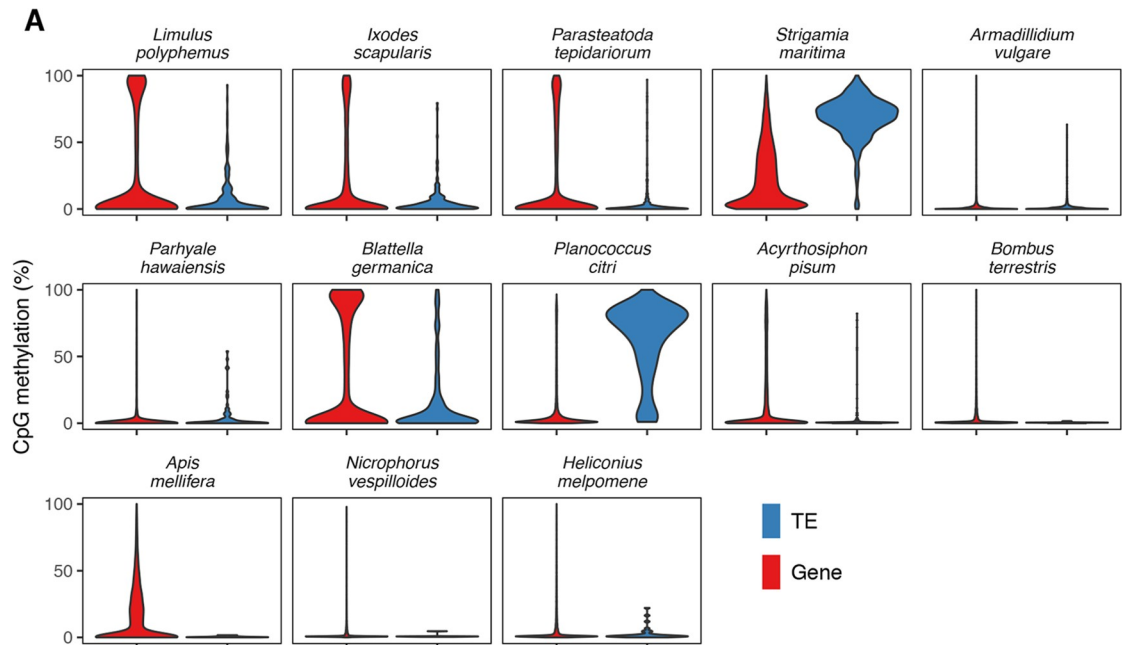 A
Limulus
polyphemus
Ixodes
scapularis
Parasteatoda
tepidariorum
Strigamia
maritima
Armadillidium
vulgare
100
50
0
Parhyale
hawaiensis
Blattella
germanica
Planococcus
citri
Acyrthosiphon
pisum
Bombus
terrestris
CpG methylation (%)
100
50
0
Apis
mellifera
Nicrophorus
vespilloides
Heliconius
melpomene
100
50
0
TE
Gene